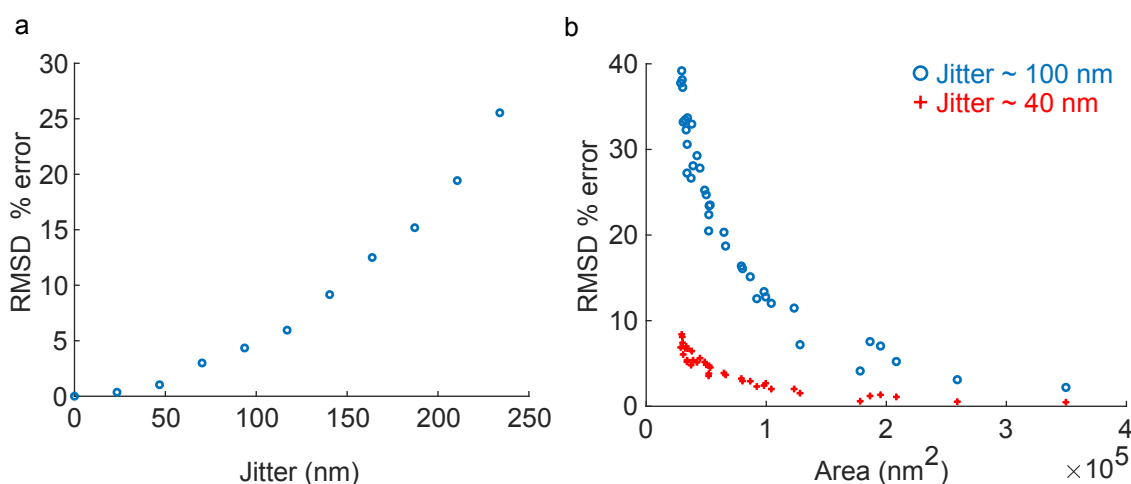 a
RMSD % error
30
25
20
15
10
5
0
0 50 100 150 200 250
Jitter (nm)
b
RMSD % error
40
30
20
10
0
0 1 2 3 4
×10⁵
Area (nm²)
Jitter ~ 100 nm
Jitter ~ 40 nm